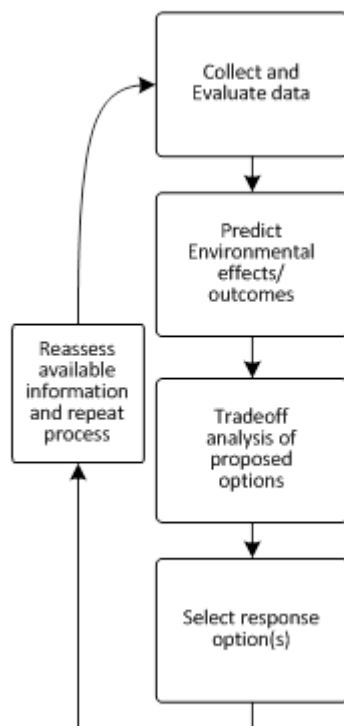 Collect and
Evaluate data
Predict
Environmental
effects/
outcomes
Reassess
available
information
and repeat
process
Tradeoff
analysis of
proposed
options
Select response
option(s)